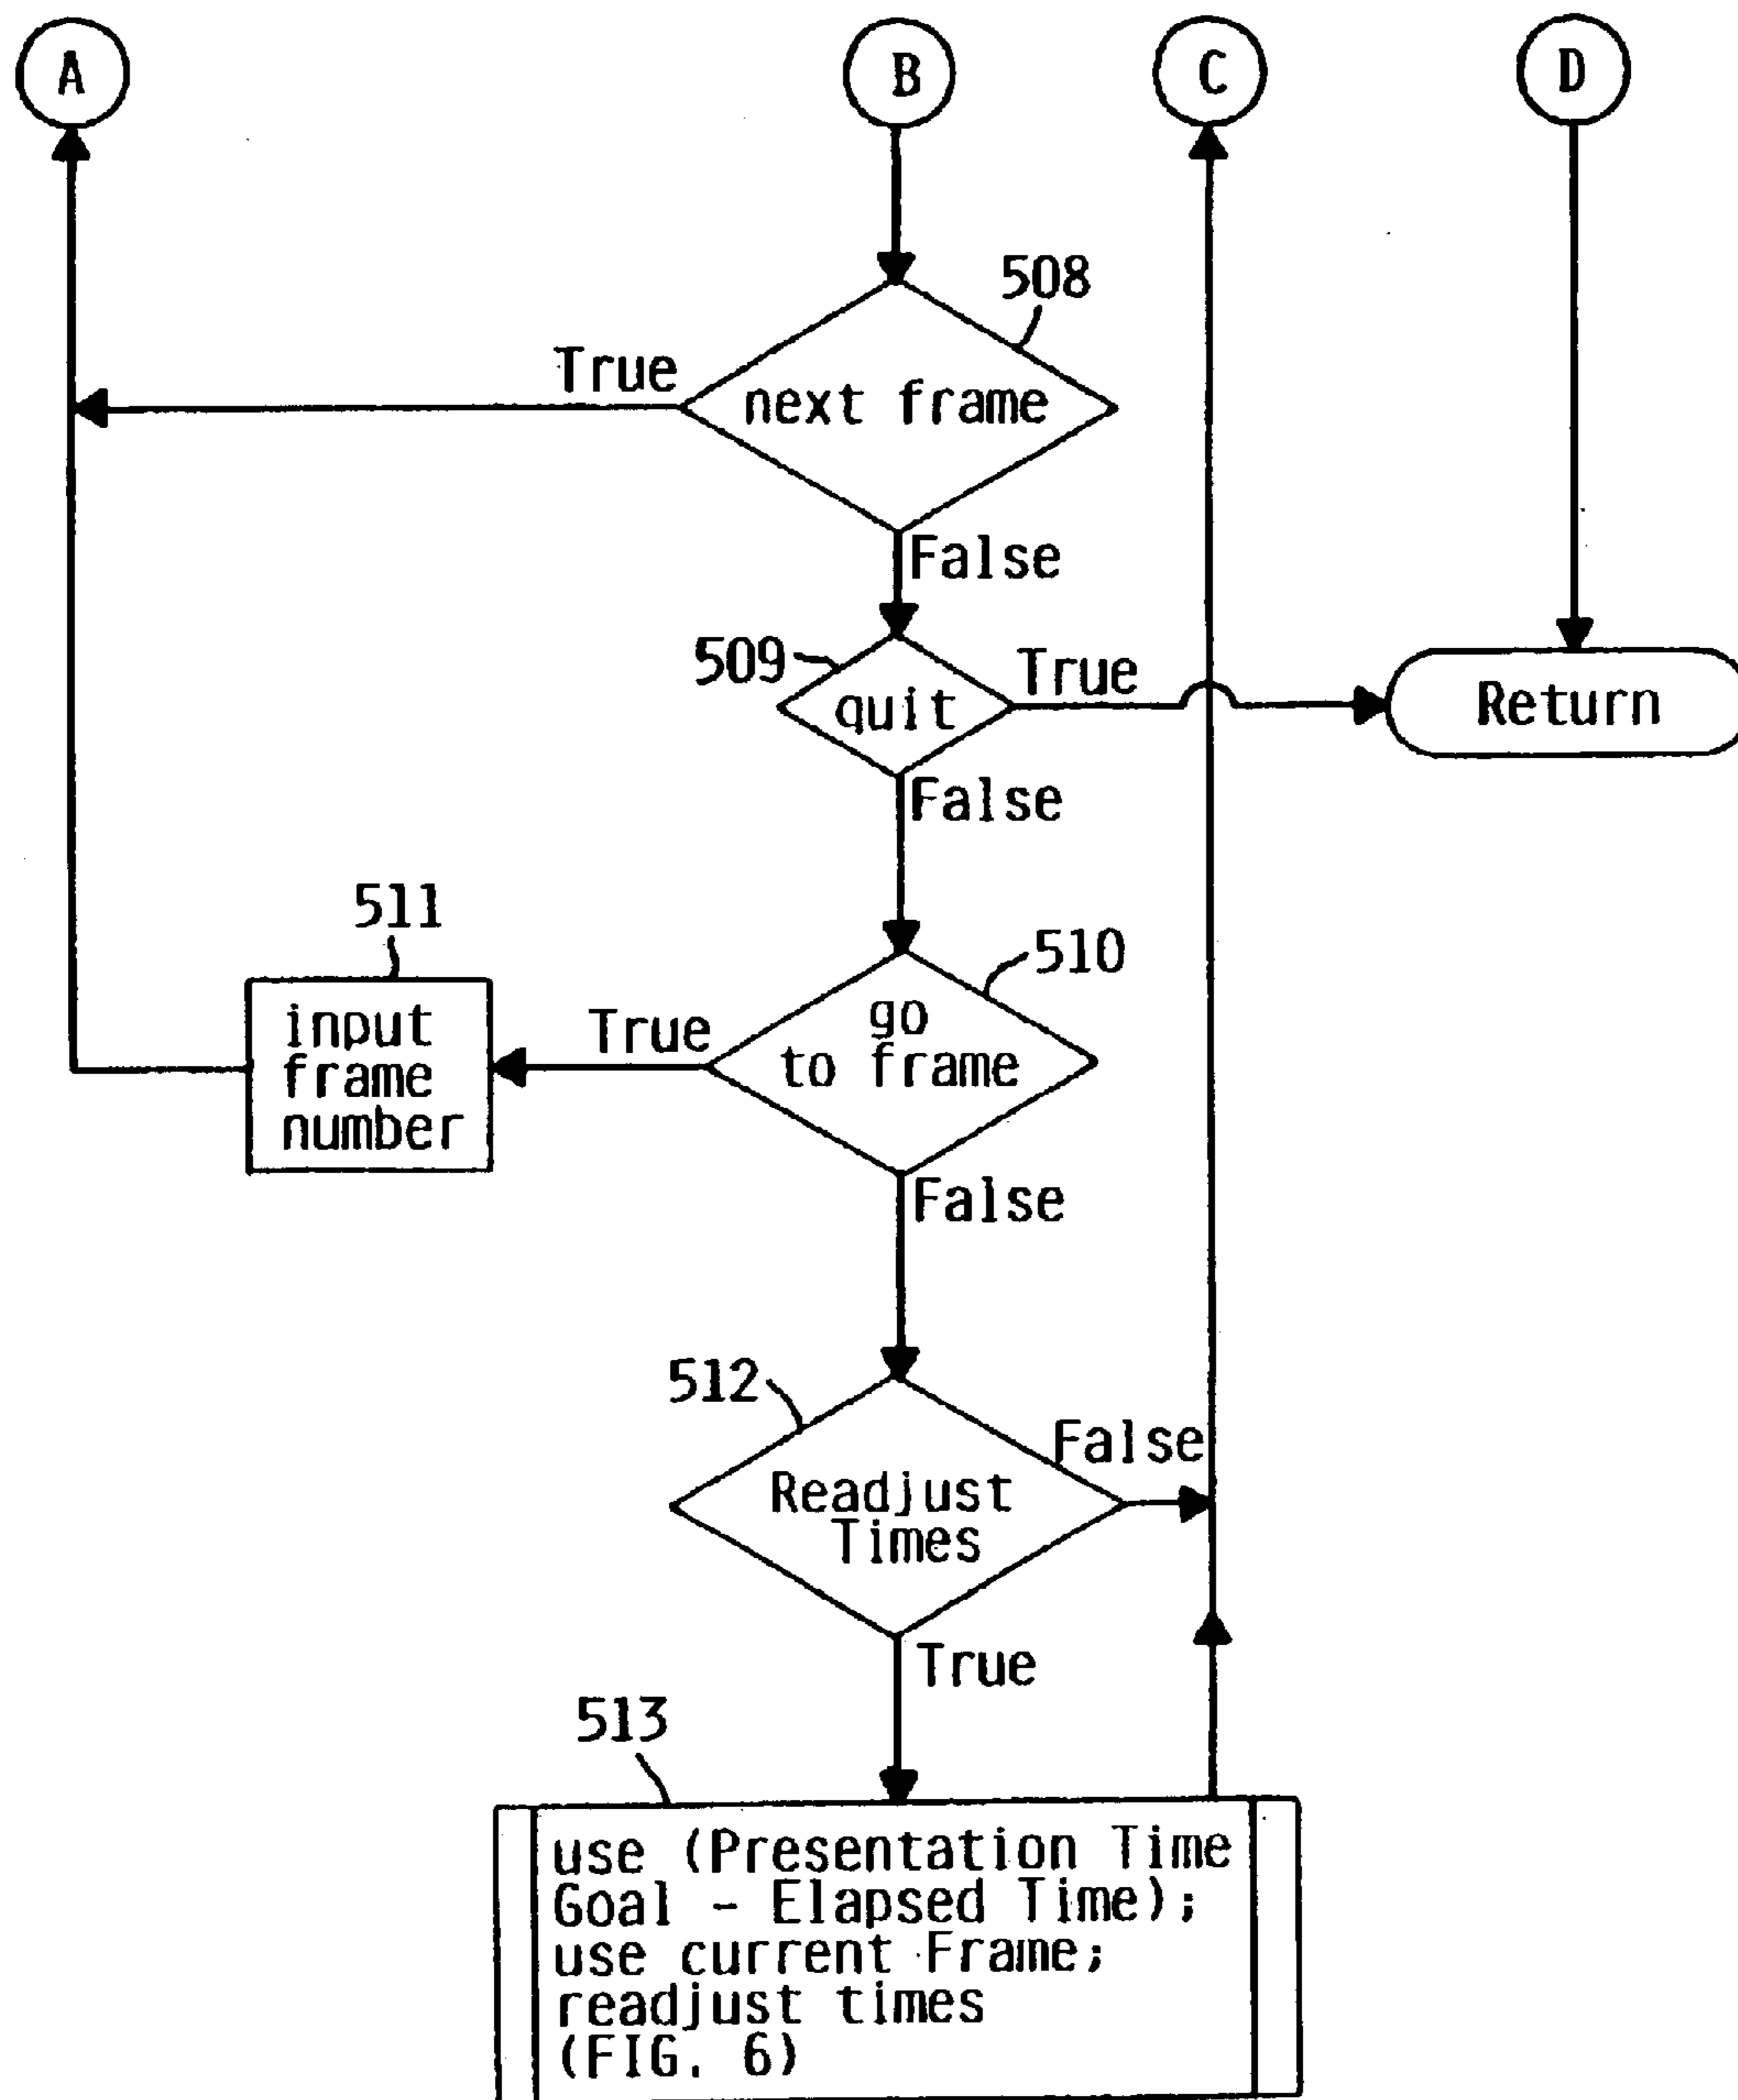 A
B
C
D
508
True
next frame
False
509
quit
True
Return
False
511
510
input
frame
number
True
go
to frame
False
512
False
Readjust
Times
True
513
use (Presentation Time
Goal - Elapsed Time);
use current Frame;
readjust times
(FIG. 6)